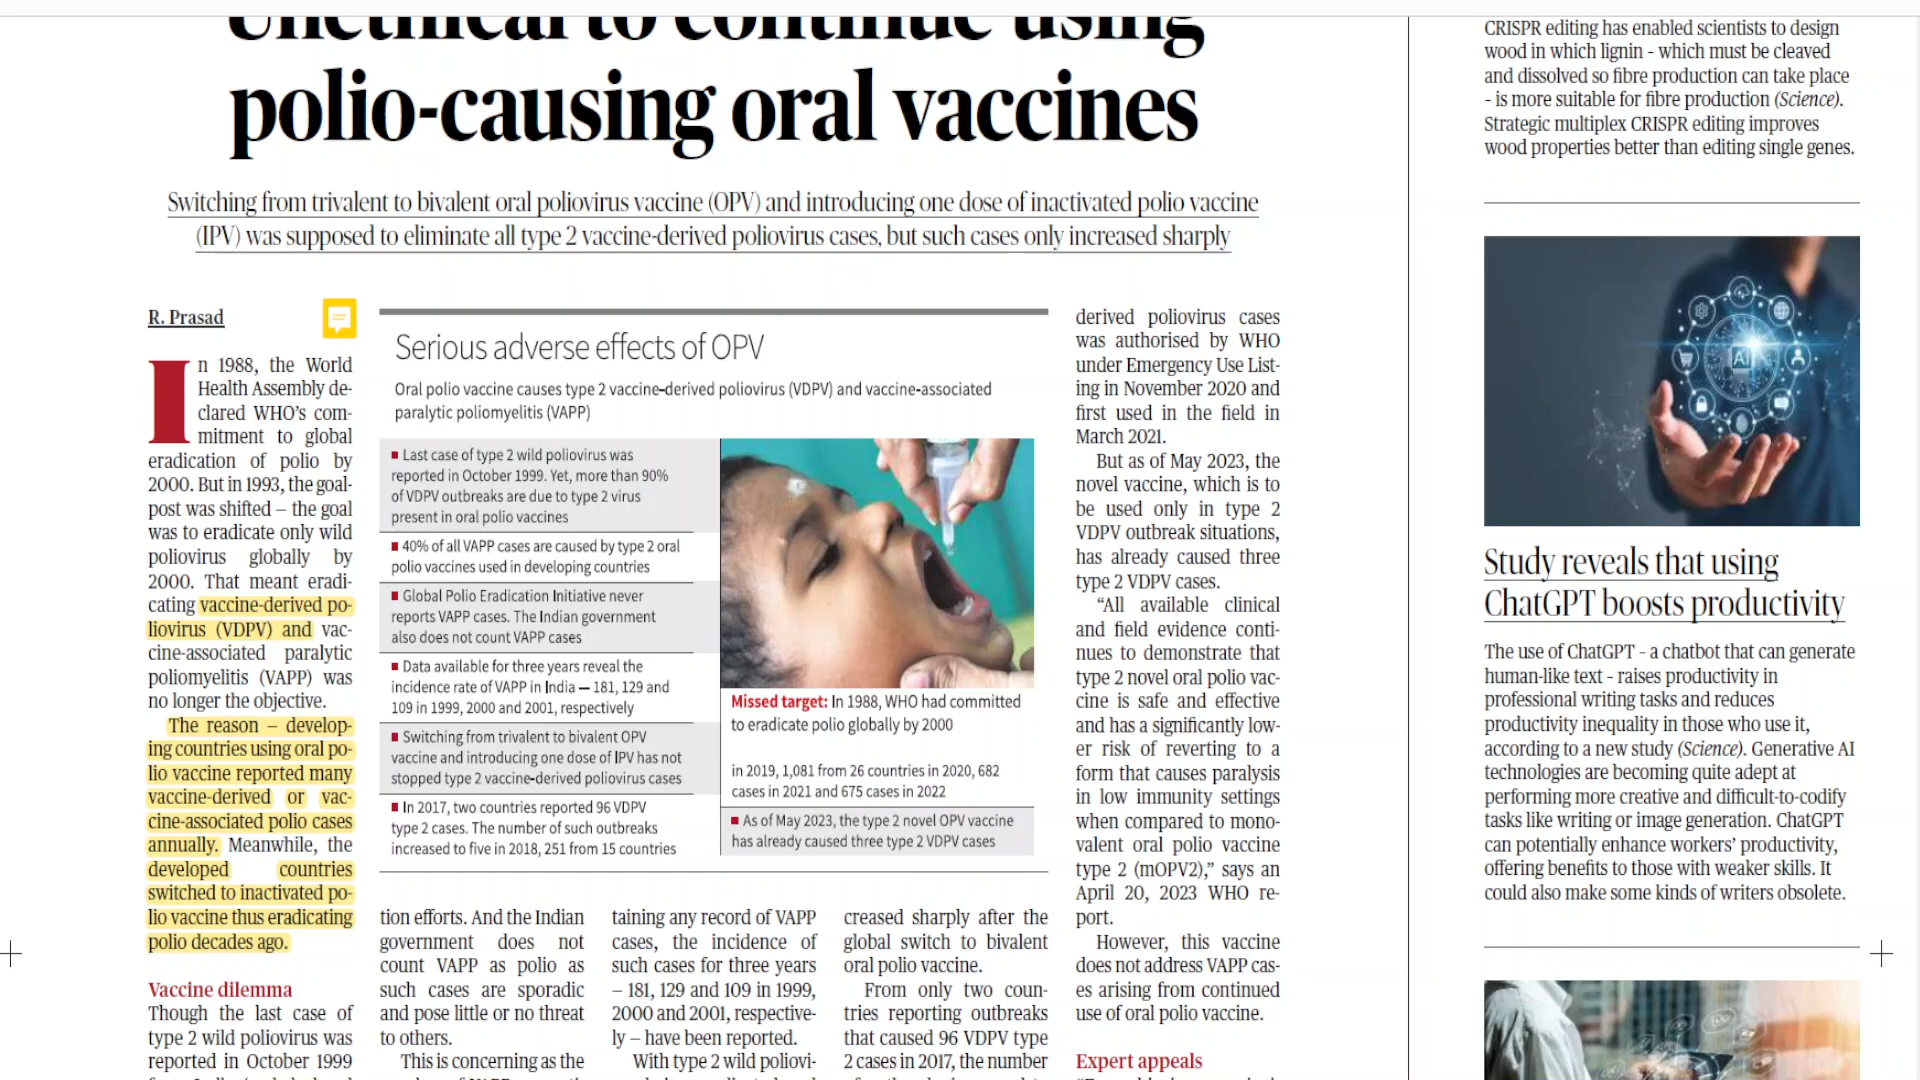 Unethical to continue using
polio-causing oral vaccines
Switching from trivalent to bivalent oral poliovirus vaccine (OPV) and introducing one dose of inactivated polio vaccine
(IPV) was supposed to eliminate all type 2 vaccine-derived poliovirus cases, but such cases only increased sharply
R. Prasad
In 1988, the World
Health Assembly de-
clared WHO's com-
mitment to global
eradication of polio by
2000. But in 1993, the goal-
post was shifted – the goal
was to eradicate only wild
poliovirus globally by
2000. That meant eradi-
cating vaccine-derived po-
liovirus (VDPV) and vac-
cine-associated paralytic
poliomyelitis (VAPP) was
no longer the objective.
The reason – develop-
ing countries using oral po-
lio vaccine reported many
vaccine-derived or vac-
cine-associated polio cases
annually. Meanwhile, the
developed countries
switched to inactivated po-
lio vaccine thus eradicating
polio decades ago.
Vaccine dilemma
Though the last case of
type 2 wild poliovirus was
reported in October 1999
Serious adverse effects of OPV
Oral polio vaccine causes type 2 vaccine-derived poliovirus (VDPV) and vaccine-associated
paralytic poliomyelitis (VAPP)
■ Last case of type 2 wild poliovirus was
reported in October 1999. Yet, more than 90%
of VDPV outbreaks are due to type 2 virus
present in oral polio vaccines
■ 40% of all VAPP cases are caused by type 2 oral
polio vaccines used in developing countries
■ Global Polio Eradication Initiative never
reports VAPP cases. The Indian government
also does not count VAPP cases
■ Data available for three years reveal the
incidence rate of VAPP in India — 181, 129 and
109 in 1999, 2000 and 2001, respectively
■ Switching from trivalent to bivalent OPV
vaccine and introducing one dose of IPV has not
stopped type 2 vaccine-derived poliovirus cases
■ In 2017, two countries reported 96 VDPV
type 2 cases. The number of such outbreaks
increased to five in 2018, 251 from 15 countries
Missed target: In 1988, WHO had committed
to eradicate polio globally by 2000
in 2019, 1,081 from 26 countries in 2020, 682
cases in 2021 and 675 cases in 2022
■ As of May 2023, the type 2 novel OPV vaccine
has already caused three type 2 VDPV cases
tion efforts. And the Indian
government does not
count VAPP as polio as
such cases are sporadic
and pose little or no threat
to others.
This is concerning as the
taining any record of VAPP
cases, the incidence of
such cases for three years
– 181, 129 and 109 in 1999,
2000 and 2001, respective-
ly – have been reported.
With type 2 wild poliovi-
creased sharply after the
global switch to bivalent
oral polio vaccine.
From only two coun-
tries reporting outbreaks
that caused 96 VDPV type
2 cases in 2017, the number
derived poliovirus cases
was authorised by WHO
under Emergency Use List-
ing in November 2020 and
first used in the field in
March 2021.
But as of May 2023, the
novel vaccine, which is to
be used only in type 2
VDPV outbreak situations,
has already caused three
type 2 VDPV cases.
“All available clinical
and field evidence conti-
nues to demonstrate that
type 2 novel oral polio vac-
cine is safe and effective
and has a significantly low-
er risk of reverting to a
form that causes paralysis
in low immunity settings
when compared to mono-
valent oral polio vaccine
type 2 (mOPV2),” says an
April 20, 2023 WHO re-
port.
However, this vaccine
does not address VAPP cas-
es arising from continued
use of oral polio vaccine.
Expert appeals
CRISPR editing has enabled scientists to design
wood in which lignin - which must be cleaved
and dissolved so fibre production can take place
- is more suitable for fibre production (Science).
Strategic multiplex CRISPR editing improves
wood properties better than editing single genes.
AI
Study reveals that using
ChatGPT boosts productivity
The use of ChatGPT - a chatbot that can generate
human-like text - raises productivity in
professional writing tasks and reduces
productivity inequality in those who use it,
according to a new study (Science). Generative AI
technologies are becoming quite adept at
performing more creative and difficult-to-codify
tasks like writing or image generation. ChatGPT
can potentially enhance workers' productivity,
offering benefits to those with weaker skills. It
could also make some kinds of writers obsolete.